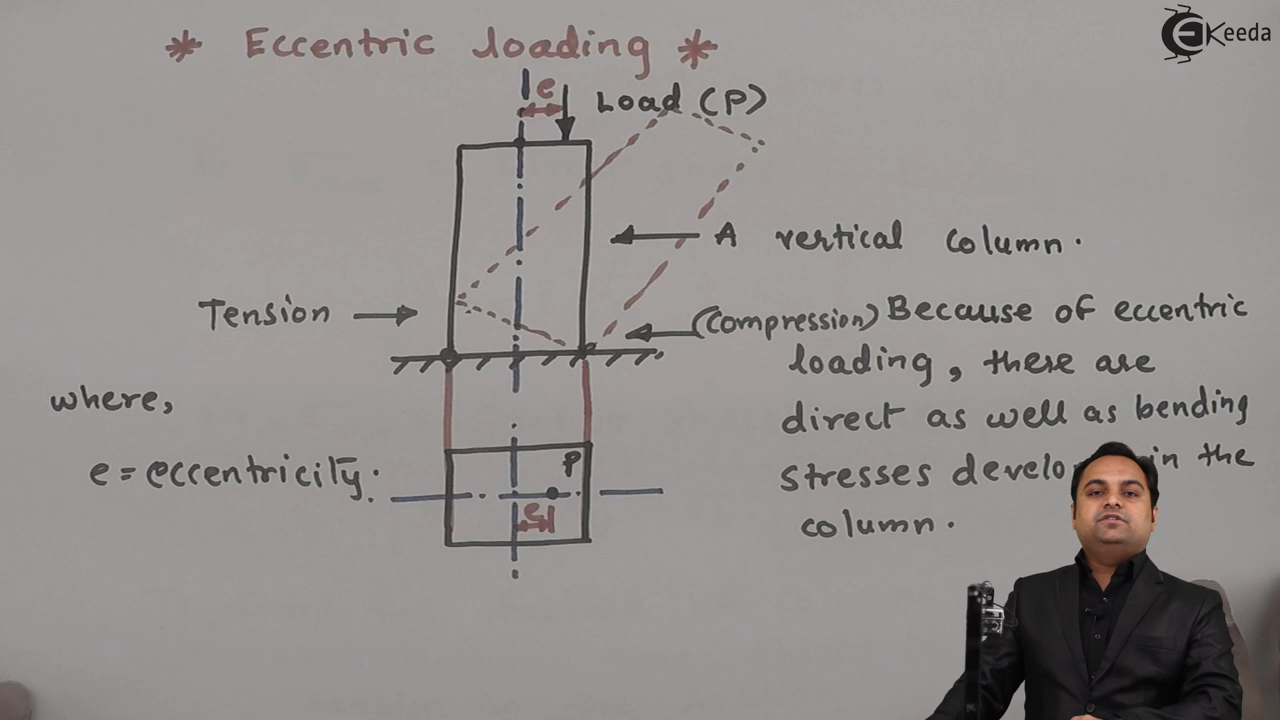 * Eccentric loading *
EKeeda
e
Load (P)
A vertical column.
Tension
(Compression) Because of eccentric
loading, there are
direct as well as bending
stresses develo in the
column.
where,
e = eccentricity.
P
e